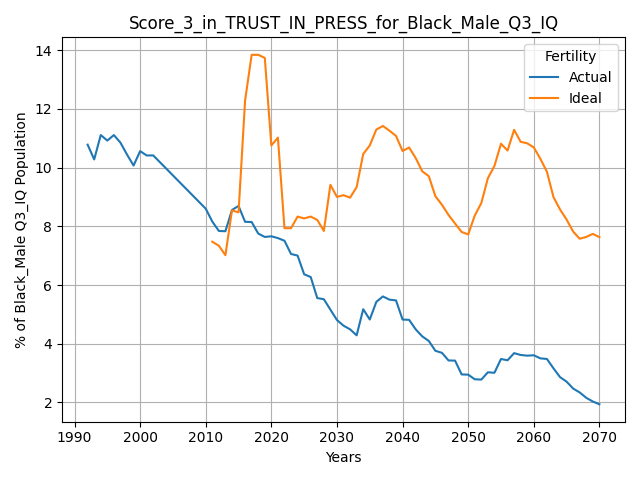 Score_3_in_TRUST_IN_PRESS_for_Black_Male_Q3_IQ
Fertility
Actual
Ideal
% of Black_Male Q3_IQ Population
14
12
10
8
6
4
2
1990 2000 2010 2020 2030 2040 2050 2060 2070
Years